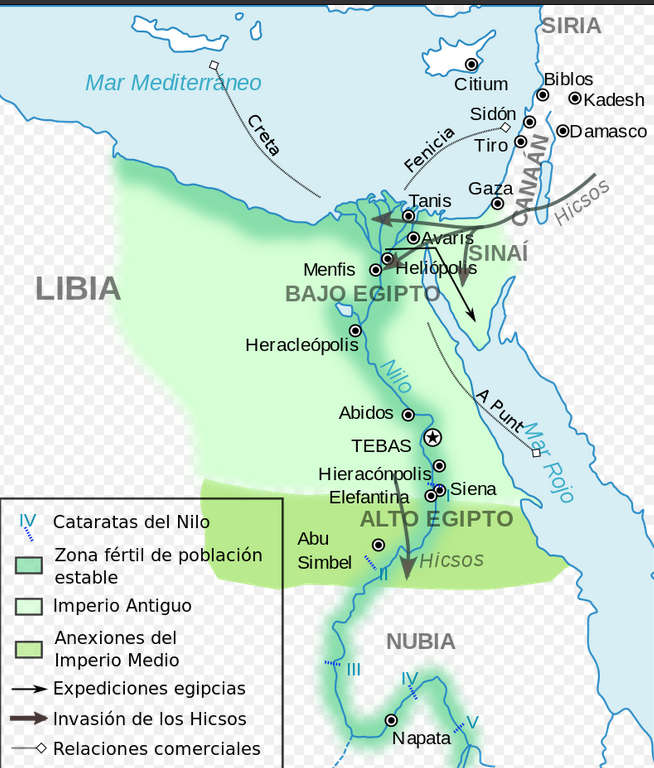 SIRIA
Mar Mediterráneo
Citium
Biblos
Kadesh
Sidón
Damasco
Creta
Fenicia
Tiro
CANAÁN
Gaza
Hicsos
Tanis
Avaris
SINAÍ
Menfis
Heliópolis
LIBIA
BAJO EGIPTO
Heracleópolis
Nilo
A Punt
Mar Rojo
Abidos
TEBAS
Hieracónpolis
Elefantina
Siena
I
ALTO EGIPTO
Abu
Simbel
Hicsos
II
NUBIA
III
IV
V
Napata
IV Cataratas del Nilo
Zona fértil de población
estable
Imperio Antiguo
Anexiones del
Imperio Medio
Expediciones egipcias
Invasión de los Hicsos
Relaciones comerciales